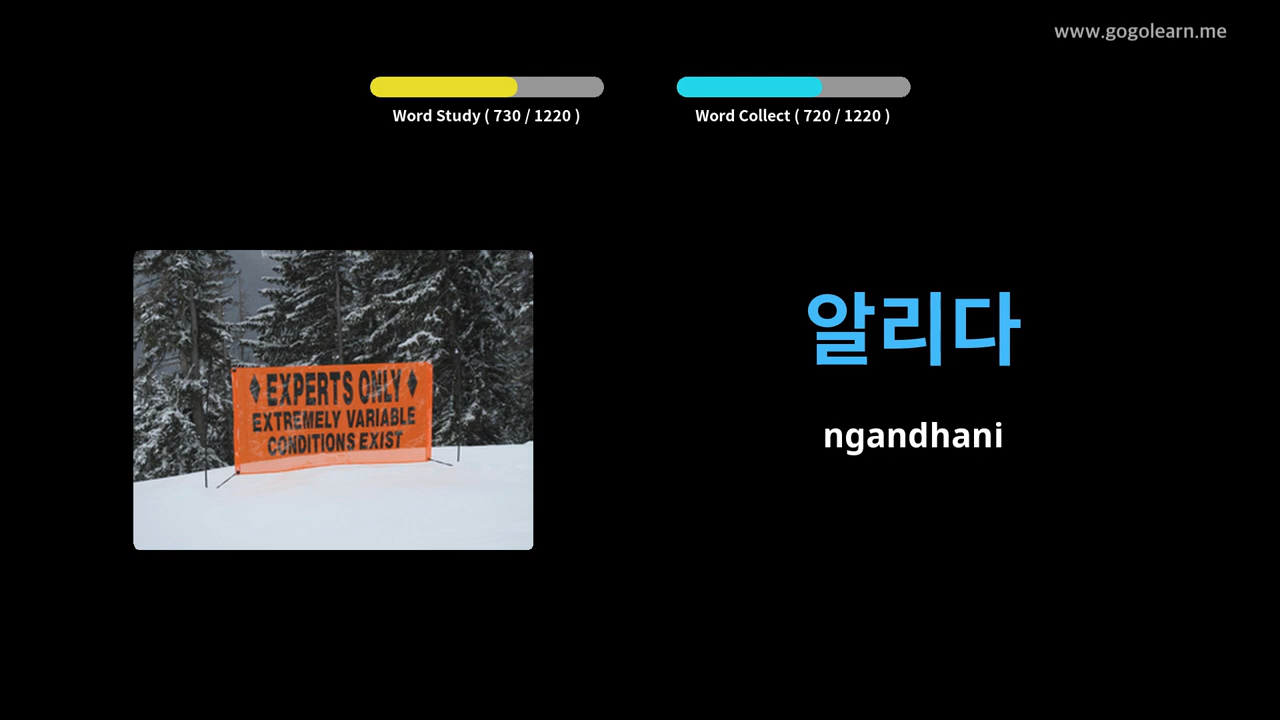 www.gogolearn.me
Word Study ( 730 / 1220 )
Word Collect ( 720 / 1220 )
EXPERTS ONLY
EXTREMELY VARIABLE
CONDITIONS EXIST
알리다
ngandhani